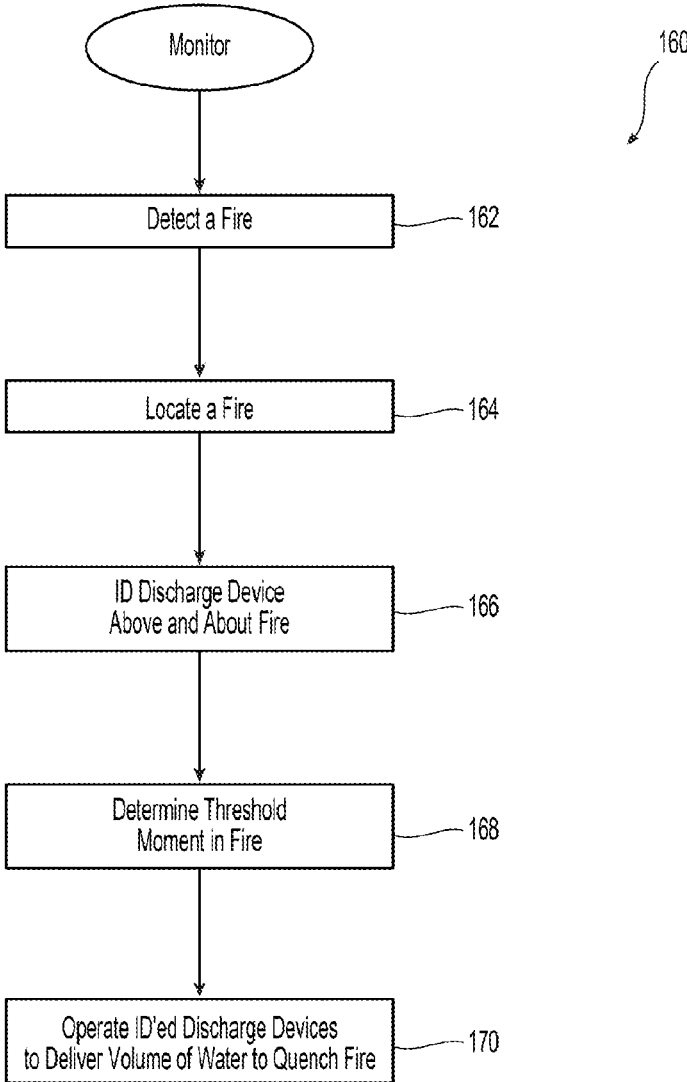 Monitor
160
Detect a Fire
162
Locate a Fire
164
ID Discharge Device
Above and About Fire
166
Determine Threshold
Moment in Fire
168
Operate ID'ed Discharge Devices
to Deliver Volume of Water to Quench Fire
170